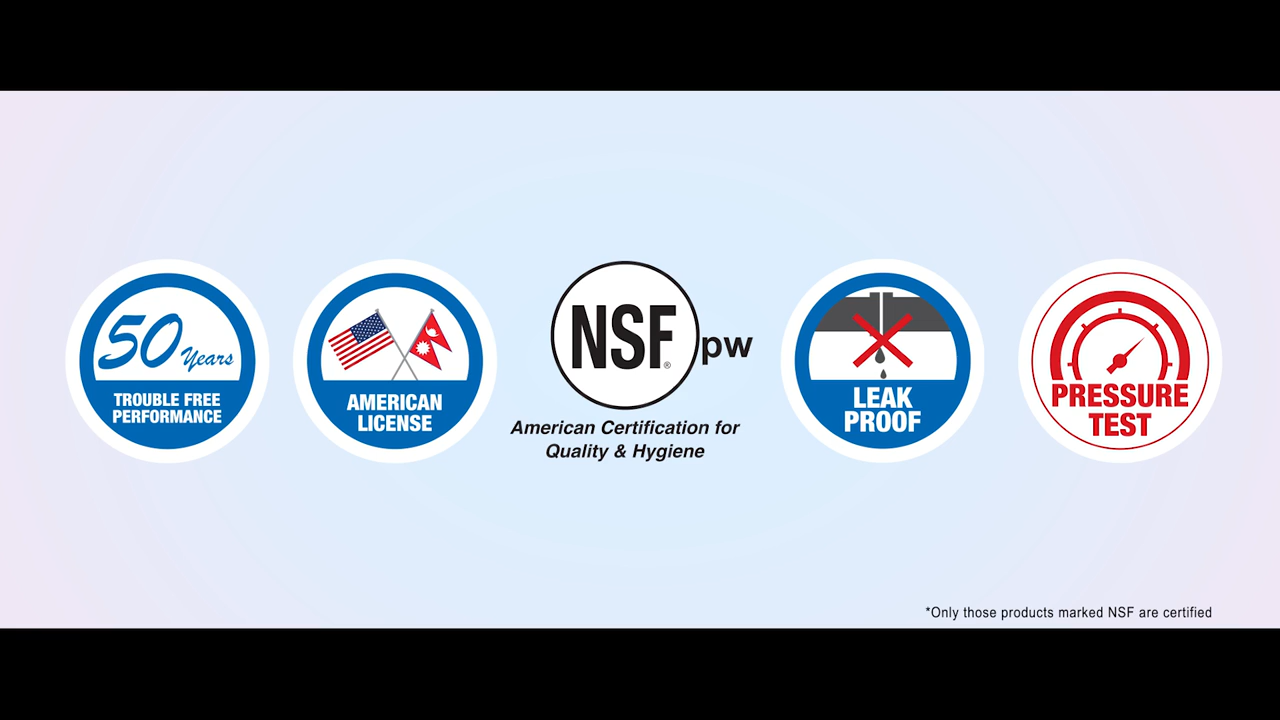 50 Years
TROUBLE FREE
PERFORMANCE
AMERICAN
LICENSE
NSF®
pw
American Certification for
Quality & Hygiene
LEAK
PROOF
PRESSURE
TEST
*Only those products marked NSF are certified